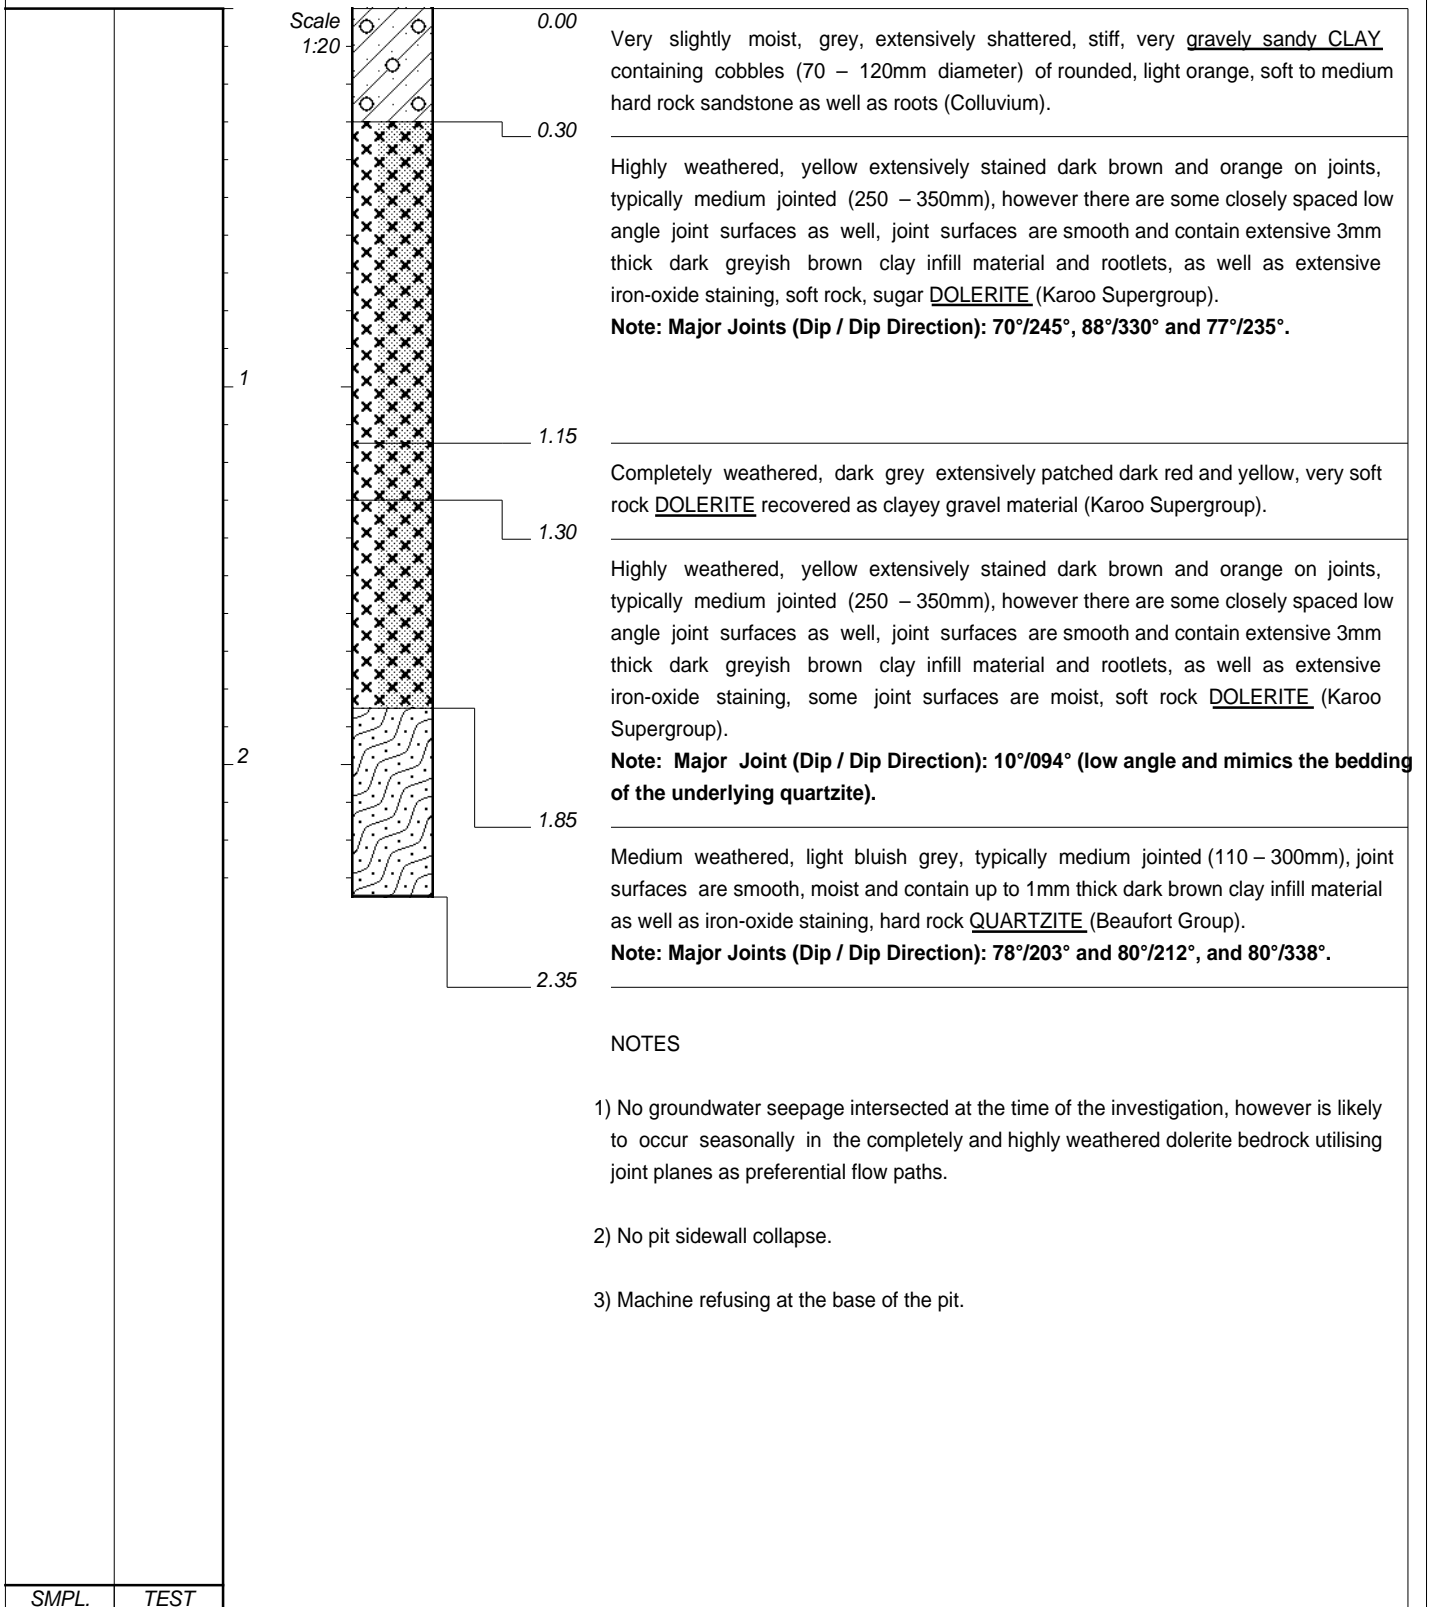 Scale
1:20
0.00
Very slightly moist, grey, extensively shattered, stiff, very gravely sandy CLAY
containing cobbles (70 – 120mm diameter) of rounded, light orange, soft to medium
hard rock sandstone as well as roots (Colluvium).
0.30
Highly weathered, yellow extensively stained dark brown and orange on joints,
typically medium jointed (250 – 350mm), however there are some closely spaced low
angle joint surfaces as well, joint surfaces are smooth and contain extensive 3mm
thick dark greyish brown clay infill material and rootlets, as well as extensive
iron-oxide staining, soft rock, sugar DOLERITE (Karoo Supergroup).
Note: Major Joints (Dip / Dip Direction): 70°/245°, 88°/330° and 77°/235°.
1
1.15
Completely weathered, dark grey extensively patched dark red and yellow, very soft
rock DOLERITE recovered as clayey gravel material (Karoo Supergroup).
1.30
Highly weathered, yellow extensively stained dark brown and orange on joints,
typically medium jointed (250 – 350mm), however there are some closely spaced low
angle joint surfaces as well, joint surfaces are smooth and contain extensive 3mm
thick dark greyish brown clay infill material and rootlets, as well as extensive
iron-oxide staining, some joint surfaces are moist, soft rock DOLERITE (Karoo
Supergroup).
2
Note: Major Joint (Dip / Dip Direction): 10°/094° (low angle and mimics the bedding
of the underlying quartzite).
1.85
Medium weathered, light bluish grey, typically medium jointed (110 – 300mm), joint
surfaces are smooth, moist and contain up to 1mm thick dark brown clay infill material
as well as iron-oxide staining, hard rock QUARTZITE (Beaufort Group).
Note: Major Joints (Dip / Dip Direction): 78°/203° and 80°/212°, and 80°/338°.
2.35
NOTES
1) No groundwater seepage intersected at the time of the investigation, however is likely
to occur seasonally in the completely and highly weathered dolerite bedrock utilising
joint planes as preferential flow paths.
2) No pit sidewall collapse.
3) Machine refusing at the base of the pit.
SMPL. TEST